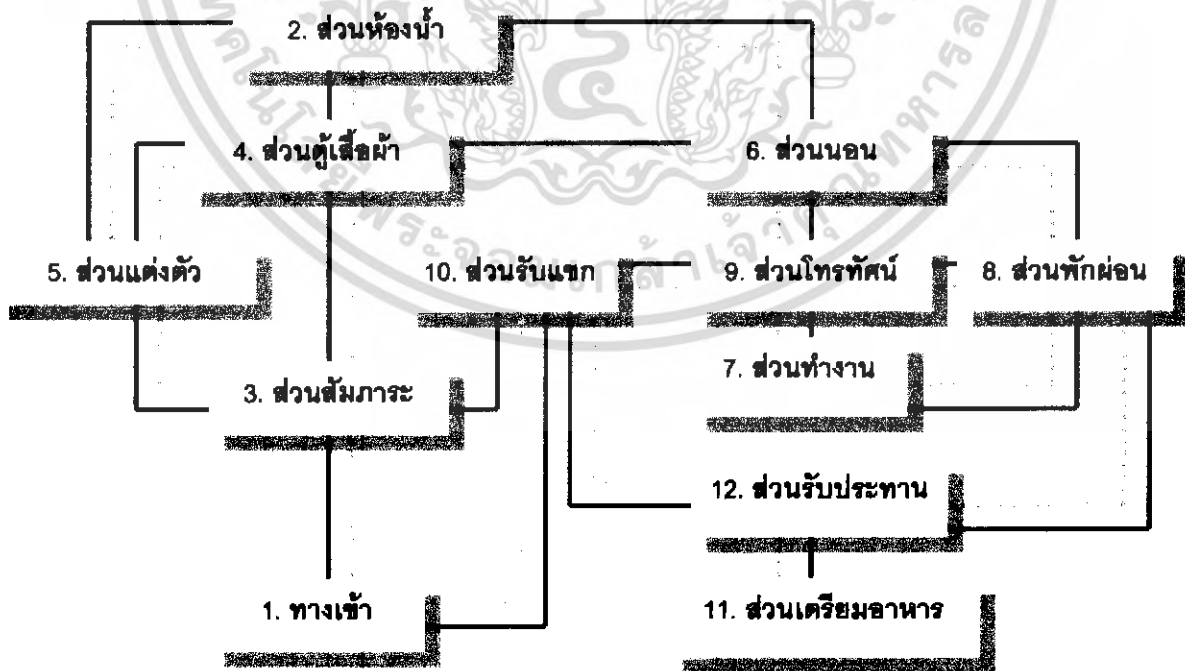 2. ส่วนห้องน้ำ
4. ส่วนตู้เสื้อผ้า
6. ส่วนนอน
5. ส่วนแต่งตัว
10. ส่วนรับแขก
9. ส่วนโทรทัศน์
8. ส่วนพักผ่อน
7. ส่วนทำงาน
3. ส่วนสัมภาระ
12. ส่วนรับประทาน
1. ทางเข้า
11. ส่วนเตรียมอาหาร